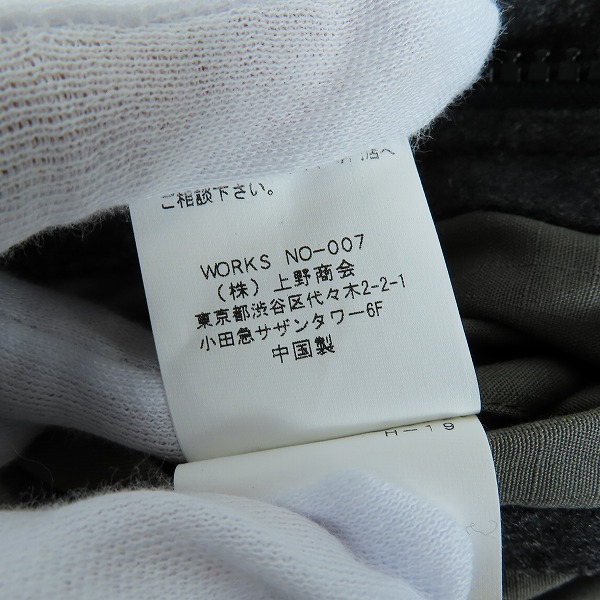 店へ
ご相談下さい。
WORKS NO-007
(株)上野商会
東京都渋谷区代々木2-2-1
小田急サザンタワー6F
中国製
H-19